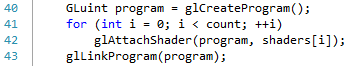 40 GLuint program = glCreateProgram();
41 for (int i = 0; i < count; ++i)
42 glAttachShader(program, shaders[i]);
43 glLinkProgram(program);